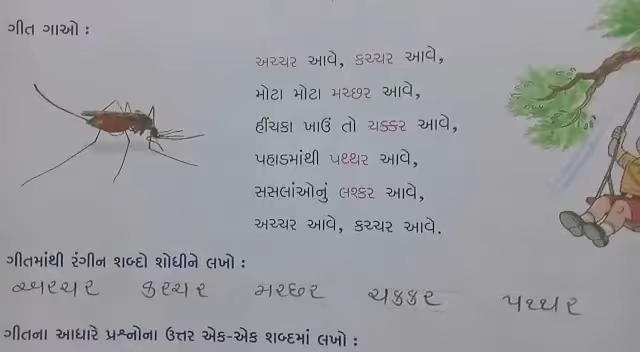 ગીત ગાઓ :
અચ્ચર આવે, કચ્ચર આવે,
મોટા મોટા મચ્છર આવે,
હીંચકા ખાઉં તો ચક્કર આવે,
પહાડમાંથી પથ્થર આવે,
સસલાંઓનું લશ્કર આવે,
અચ્ચર આવે, કચ્ચર આવે.
ગીતમાંથી રંગીન શબ્દો શોધીને લખો :
અચ્ચર કચ્ચર મચ્છર ચક્કર પથ્થર
ગીતના આધારે પ્રશ્નોના ઉત્તર એક-એક શબ્દમાં લખો :